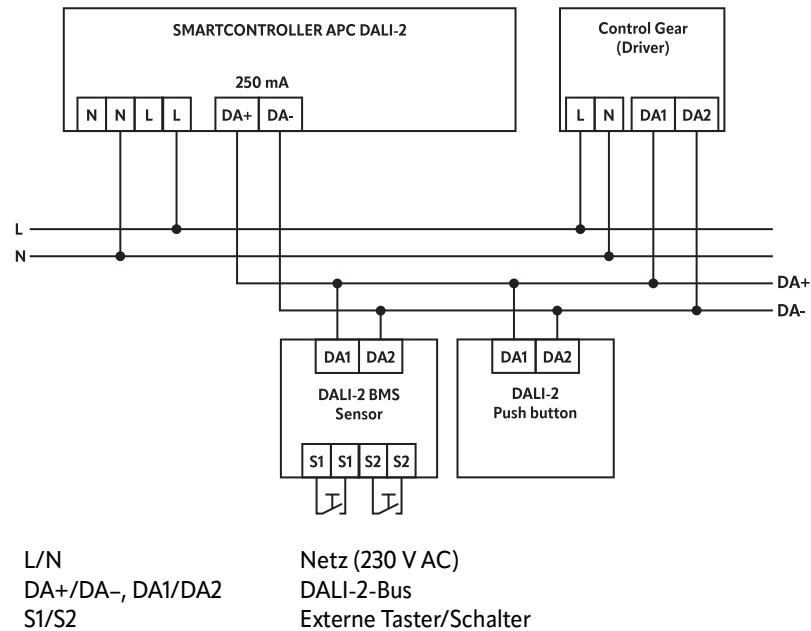 SMARTCONTROLLER APC DALI-2
250 mA
N N L L DA+ DA-
Control Gear
(Driver)
L N DA1 DA2
L
N
DA+
DA-
DA1 DA2
DALI-2 BMS
Sensor
S1 S1 S2 S2
DA1 DA2
DALI-2
Push button
L/N Netz (230 V AC)
DA+/DA–, DA1/DA2 DALI-2-Bus
S1/S2 Externe Taster/Schalter